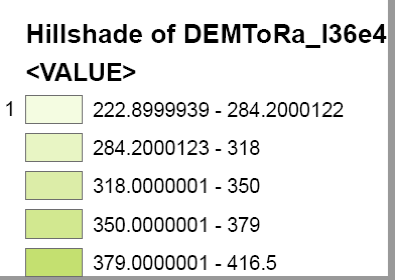 Hillshade of DEMToRa_l36e4
<VALUE>
1 222.8999939 - 284.2000122
284.2000123 - 318
318.0000001 - 350
350.0000001 - 379
379.0000001 - 416.5